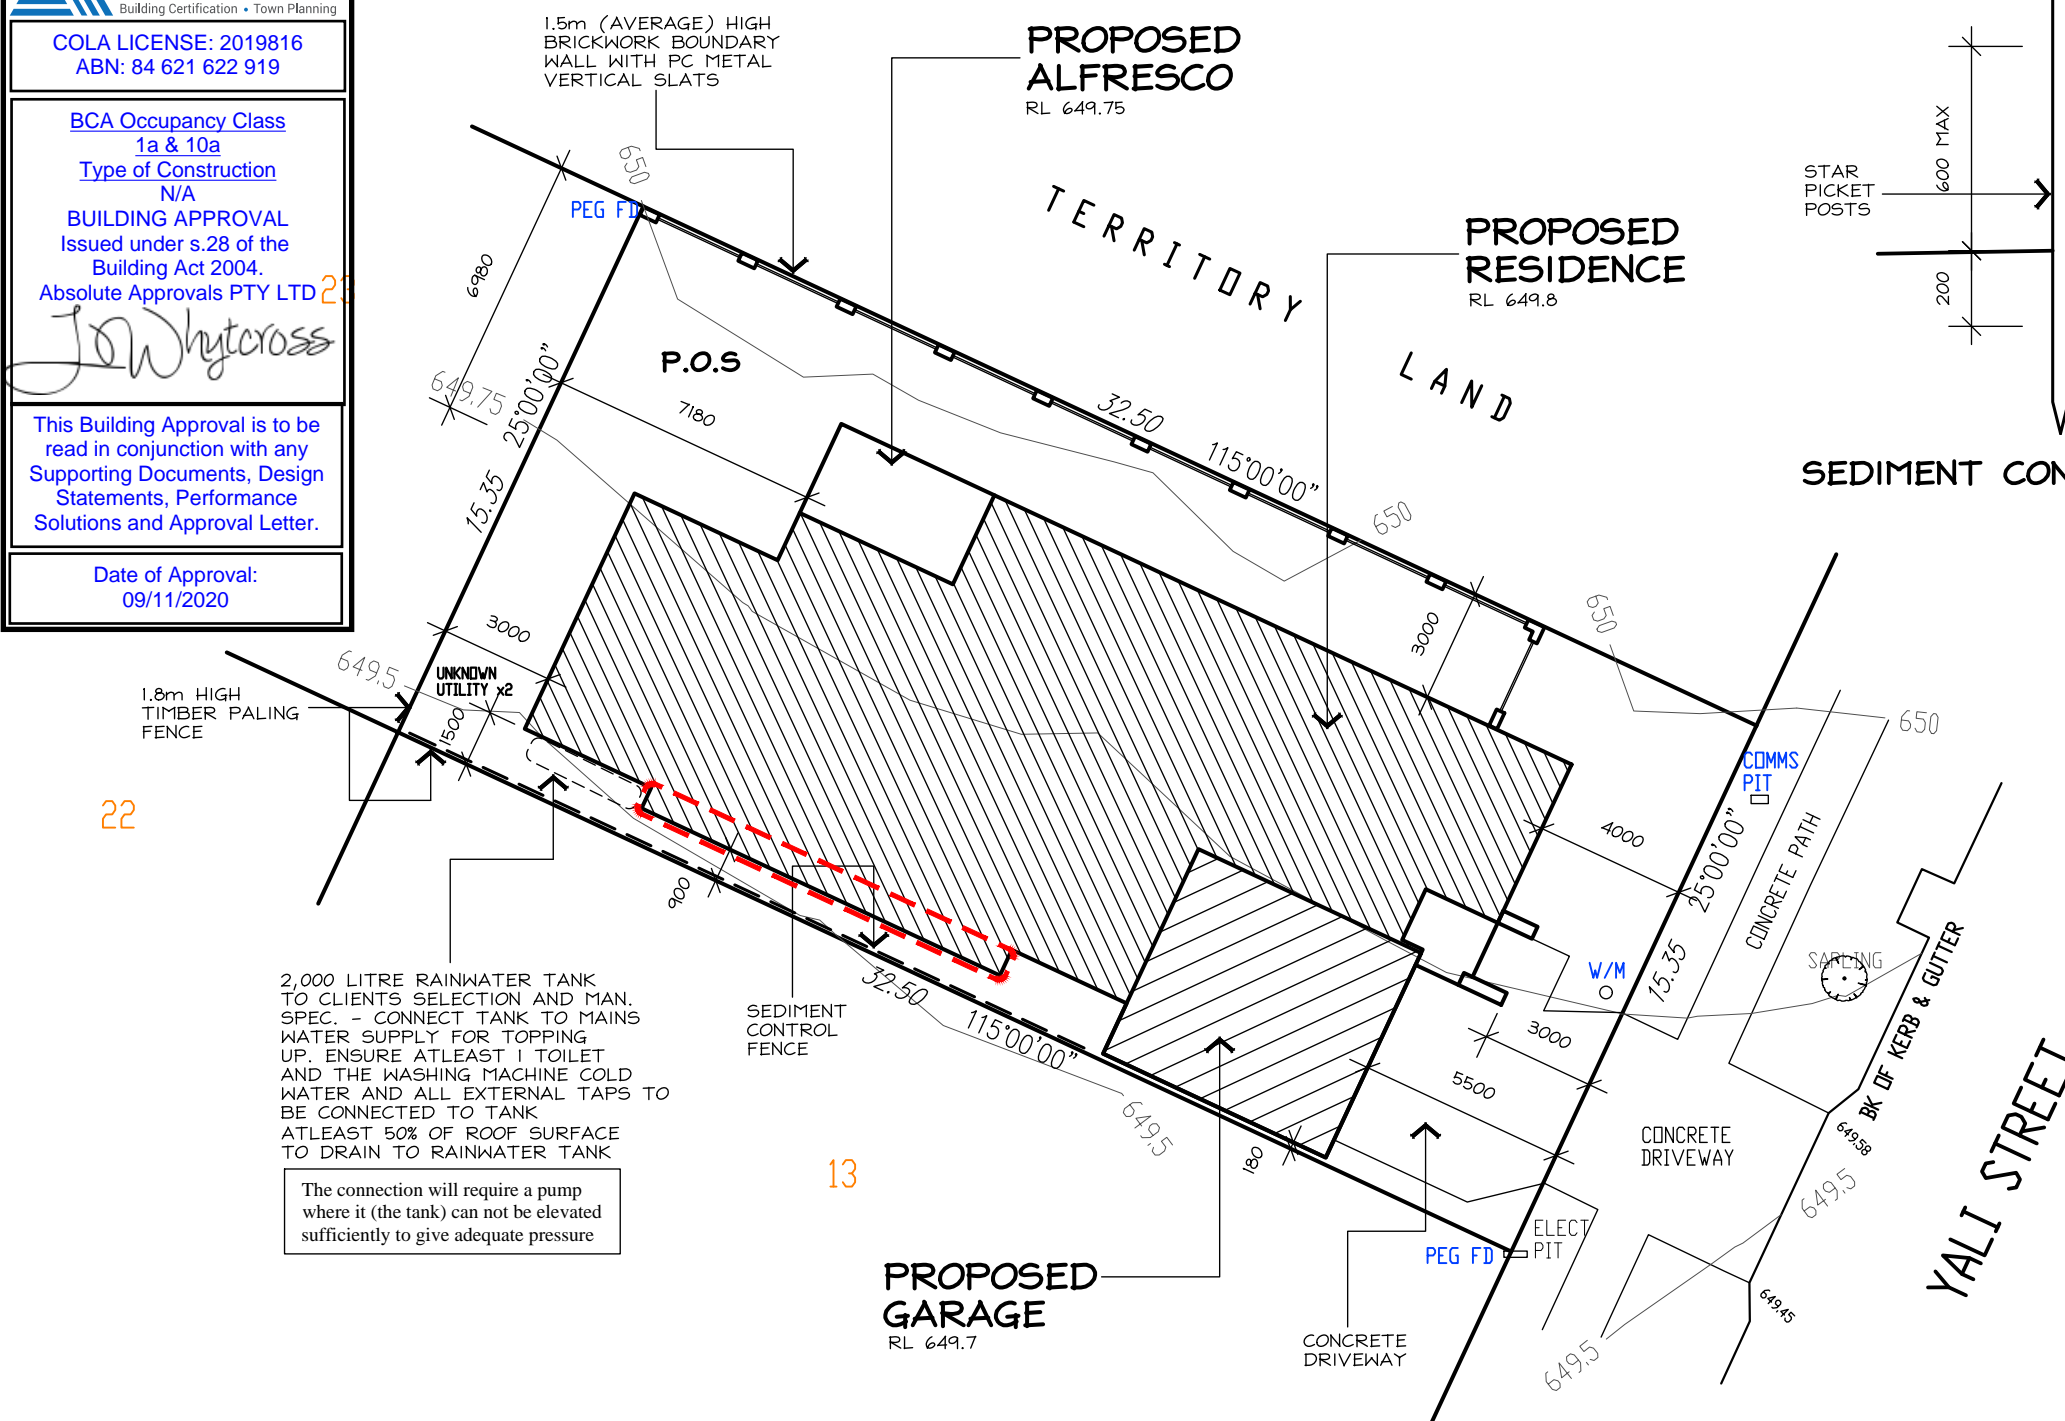 Building Certification • Town Planning
COLA LICENSE: 2019816
ABN: 84 621 622 919
BCA Occupancy Class
1a & 10a
Type of Construction
N/A
BUILDING APPROVAL
Issued under s.28 of the
Building Act 2004.
Absolute Approvals PTY LTD
23
JDWhytcross
This Building Approval is to be
read in conjunction with any
Supporting Documents, Design
Statements, Performance
Solutions and Approval Letter.
Date of Approval:
09/11/2020
1.5m (AVERAGE) HIGH
BRICKWORK BOUNDARY
WALL WITH PC METAL
VERTICAL SLATS
PROPOSED
ALFRESCO
RL 649.75
TERRITORY LAND
PROPOSED
RESIDENCE
RL 649.8
STAR
PICKET
POSTS
600 MAX
200
SEDIMENT CON
650
PEG FD
6980
649.75
25°00'00"
15.35
P.O.S
7180
32.50
115°00'00"
650
3000
650
3000
649.5
UNKNOWN
UTILITY x2
1500
1.8m HIGH
TIMBER PALING
FENCE
22
900
2,000 LITRE RAINWATER TANK
TO CLIENTS SELECTION AND MAN.
SPEC. - CONNECT TANK TO MAINS
WATER SUPPLY FOR TOPPING
UP. ENSURE ATLEAST 1 TOILET
AND THE WASHING MACHINE COLD
WATER AND ALL EXTERNAL TAPS TO
BE CONNECTED TO TANK
ATLEAST 50% OF ROOF SURFACE
TO DRAIN TO RAINWATER TANK
The connection will require a pump
where it (the tank) can not be elevated
sufficiently to give adequate pressure
SEDIMENT
CONTROL
FENCE
32.50
115°00'00"
649.5
13
PROPOSED
GARAGE
RL 649.7
180
CONCRETE
DRIVEWAY
4000
650
COMMS
PIT
25°00'00"
15.35
CONCRETE PATH
W/M
SAPLING
3000
5500
CONCRETE
DRIVEWAY
BK OF KERB & GUTTER
649.58
649.5
649.45
649.5
PEG FD
ELECT
PIT
YALI STREET